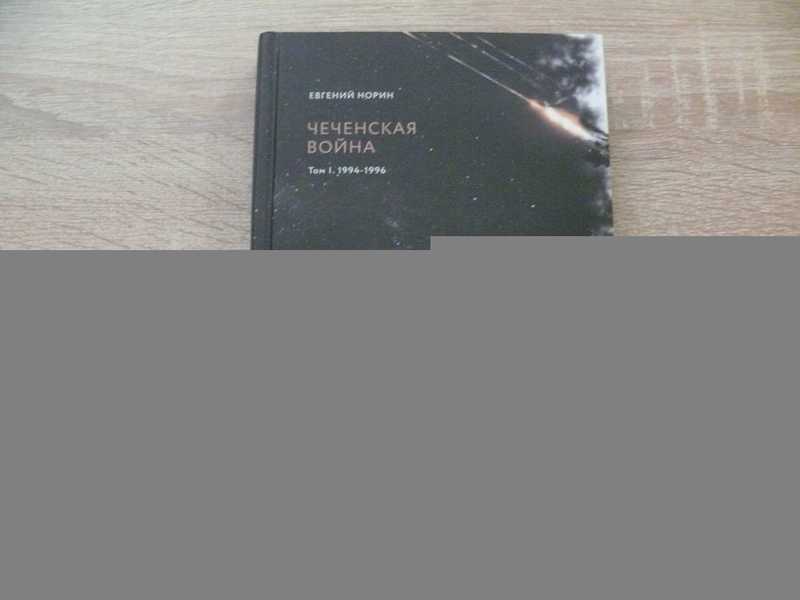 ЕВГЕНИЙ НОРИН
ЧЕЧЕНСКАЯ
ВОЙНА
Том I. 1994-1996